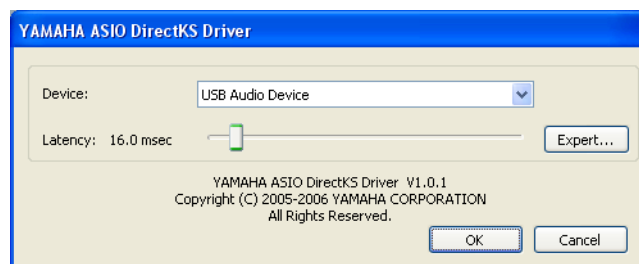 YAMAHA ASIO DirectKS Driver
Device: USB Audio Device
Latency: 16.0 msec Expert...
YAMAHA ASIO DirectKS Driver V1.0.1
Copyright (C) 2005-2006 YAMAHA CORPORATION
All Rights Reserved.
OK Cancel